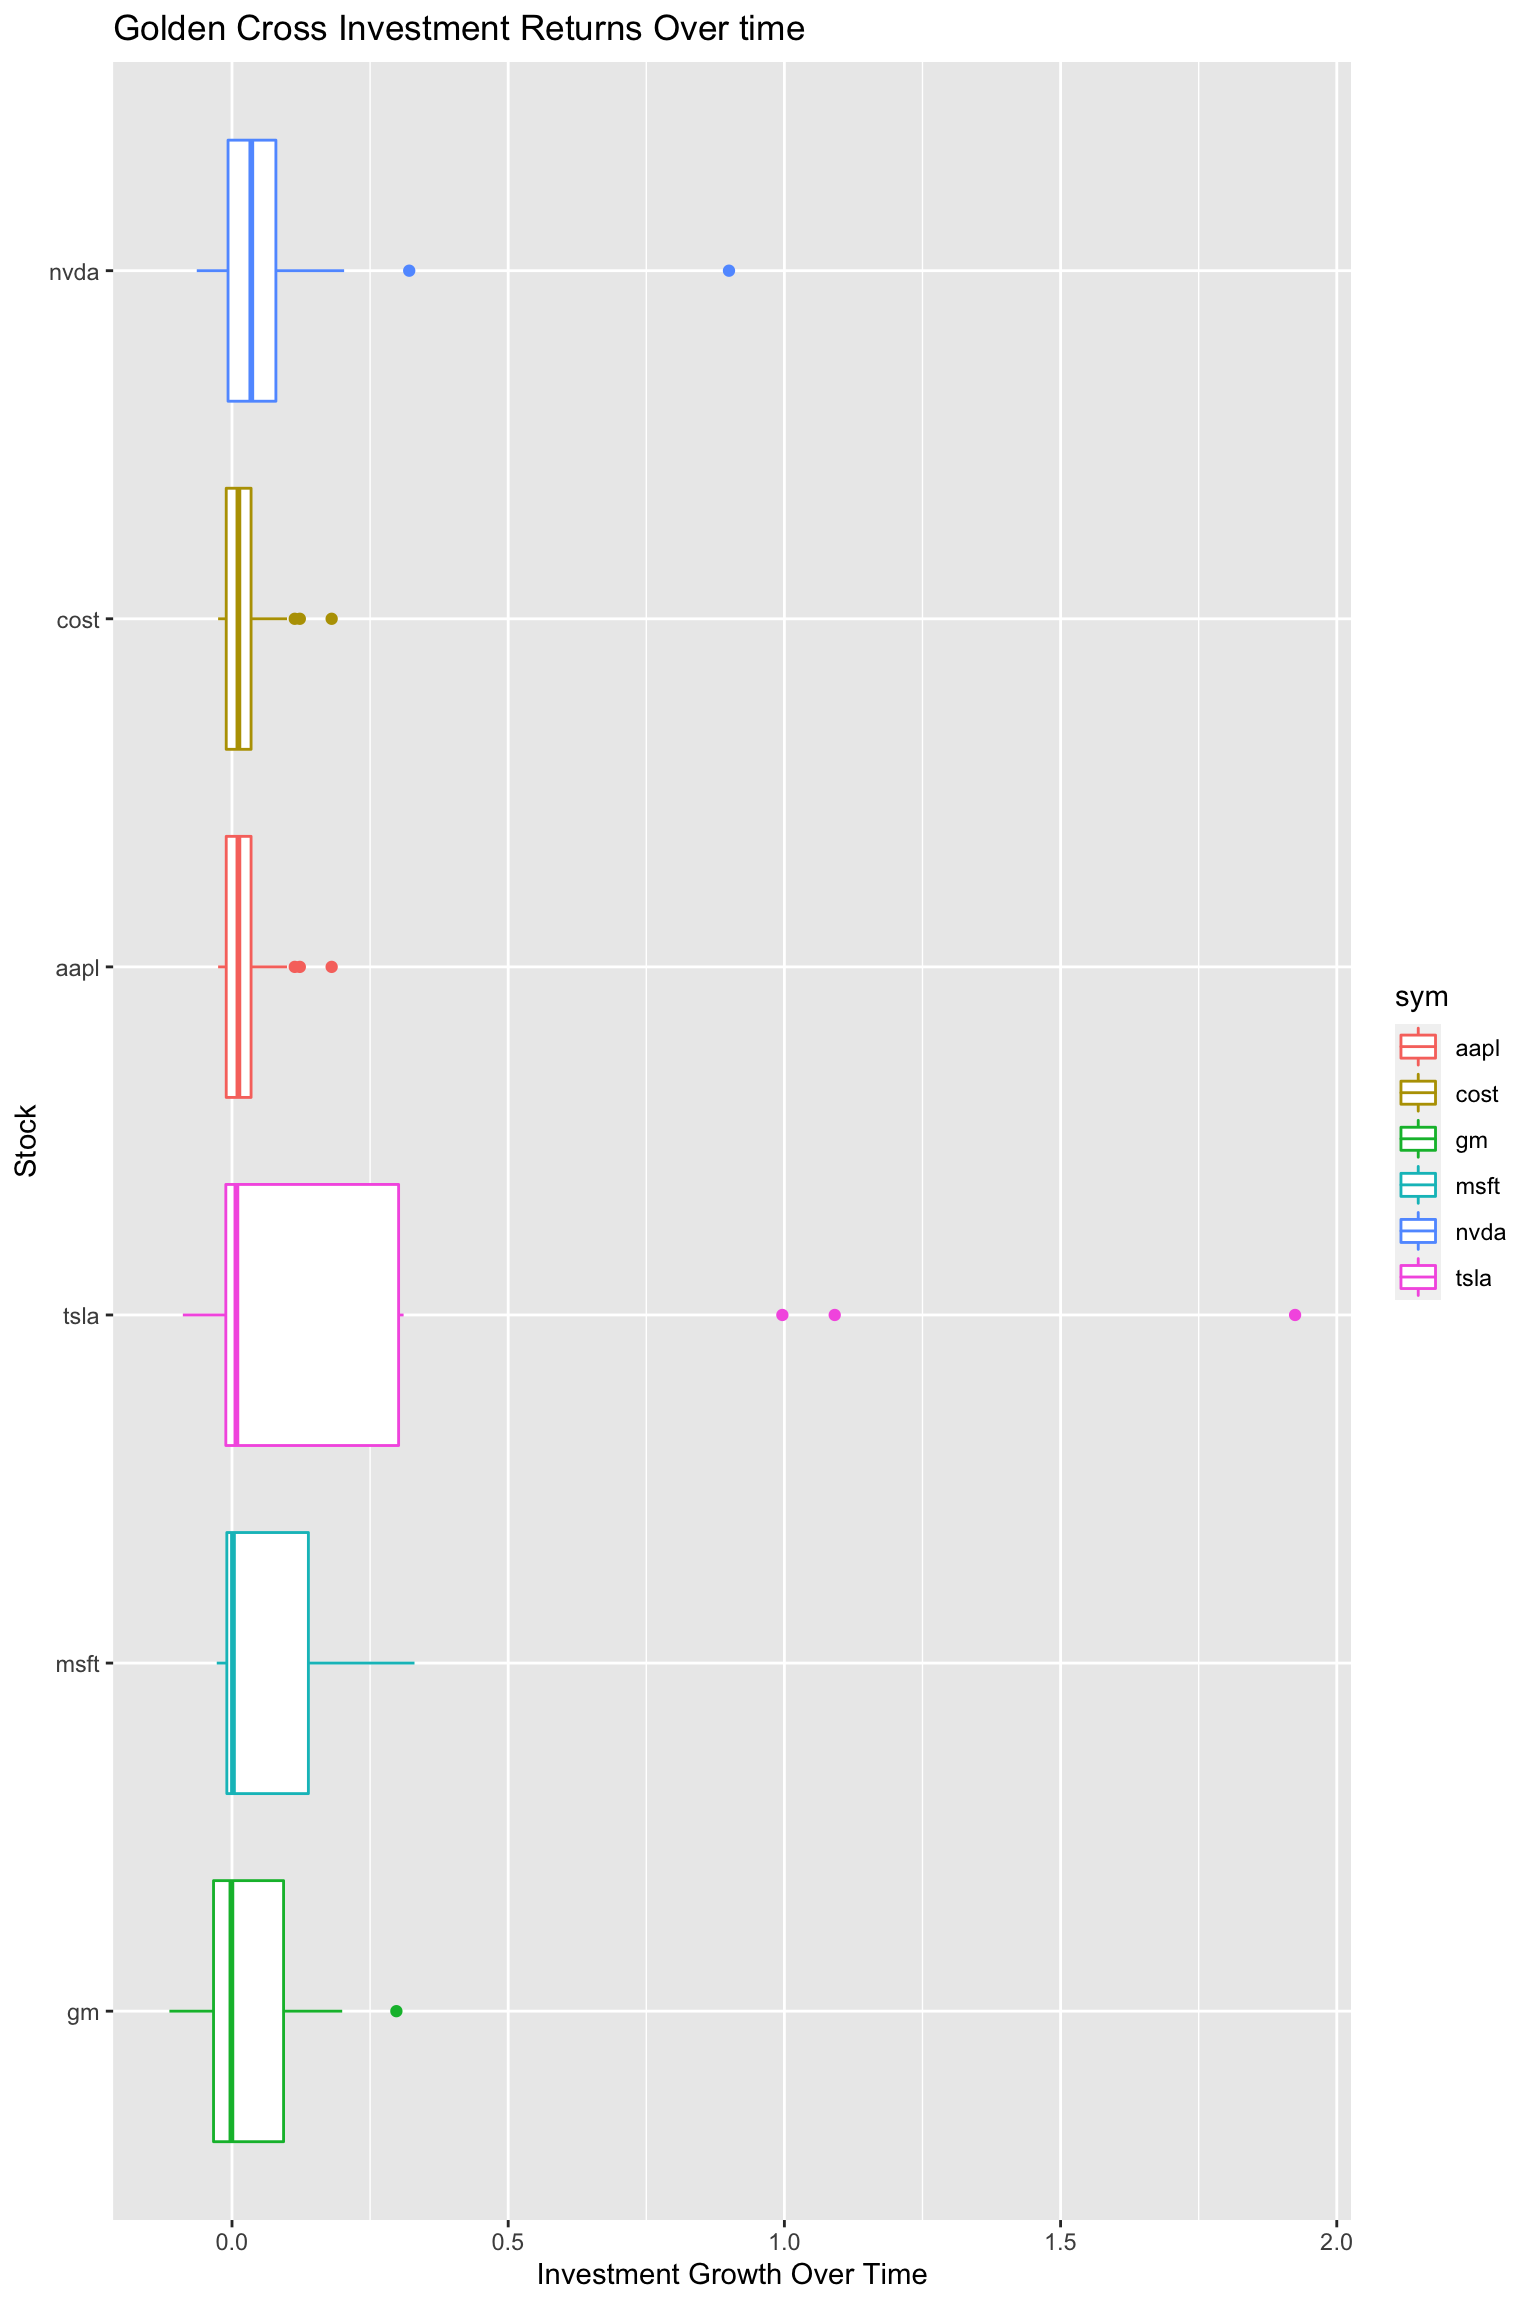 Golden Cross Investment Returns Over time
nvda
cost
aapl
tsla
msft
gm
Stock
0.0 0.5 1.0 1.5 2.0
Investment Growth Over Time
sym
aapl
cost
gm
msft
nvda
tsla